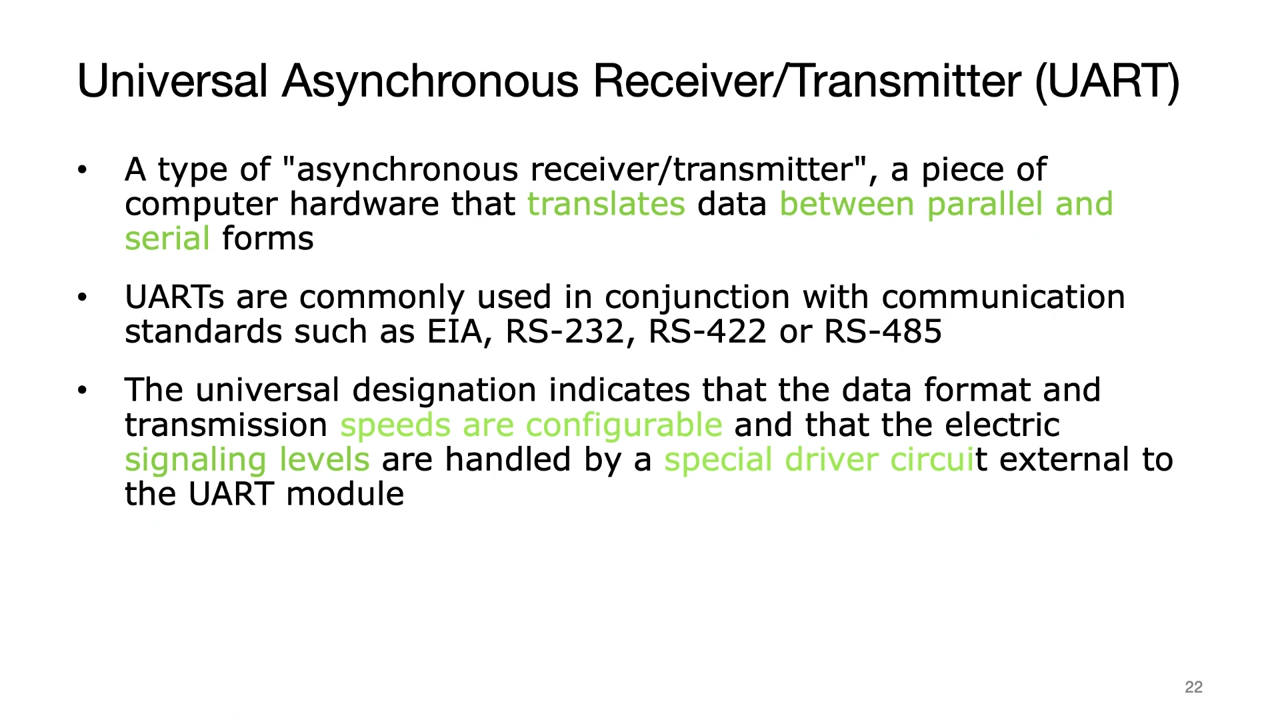 Universal Asynchronous Receiver/Transmitter (UART)
• A type of "asynchronous receiver/transmitter", a piece of
computer hardware that translates data between parallel and
serial forms
• UARTs are commonly used in conjunction with communication
standards such as EIA, RS-232, RS-422 or RS-485
• The universal designation indicates that the data format and
transmission speeds are configurable and that the electric
signaling levels are handled by a special driver circuit external to
the UART module
22